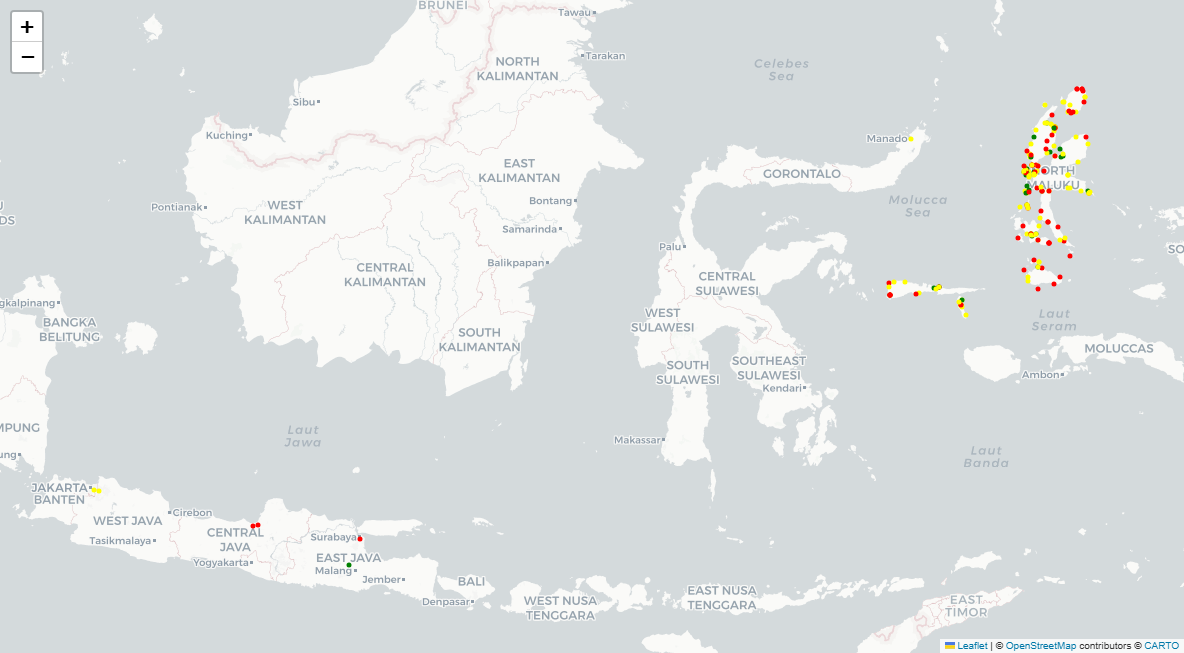 +
−
BRUNEI
Tawau
Tarakan
NORTH
KALIMANTAN
Celebes
Sea
Sibu
Kuching
Manado
EAST
KALIMANTAN
GORONTALO
NORTH
MALUKU
Pontianak
WEST
KALIMANTAN
Bontang
Molucca
Sea
U
DS
Samarinda
Palu
SO
Balikpapan
CENTRAL
KALIMANTAN
CENTRAL
SULAWESI
gkalpinang
BANGKA
BELITUNG
WEST
SULAWESI
Laut
Seram
SOUTH
KALIMANTAN
MOLUCCAS
SOUTH
SULAWESI
SOUTHEAST
SULAWESI
Kendari
Ambon
MPUNG
Laut
Jawa
Makassar
ung
Laut
Banda
JAKARTA
BANTEN
Cirebon
WEST JAVA
Tasikmalaya
CENTRAL
JAVA
Surabaya
Yogyakarta
EAST JAVA
Malang
Jember
BALI
Denpasar
WEST NUSA
TENGGARA
EAST NUSA
TENGGARA
EAST
TIMOR
Leaflet | © OpenStreetMap contributors © CARTO